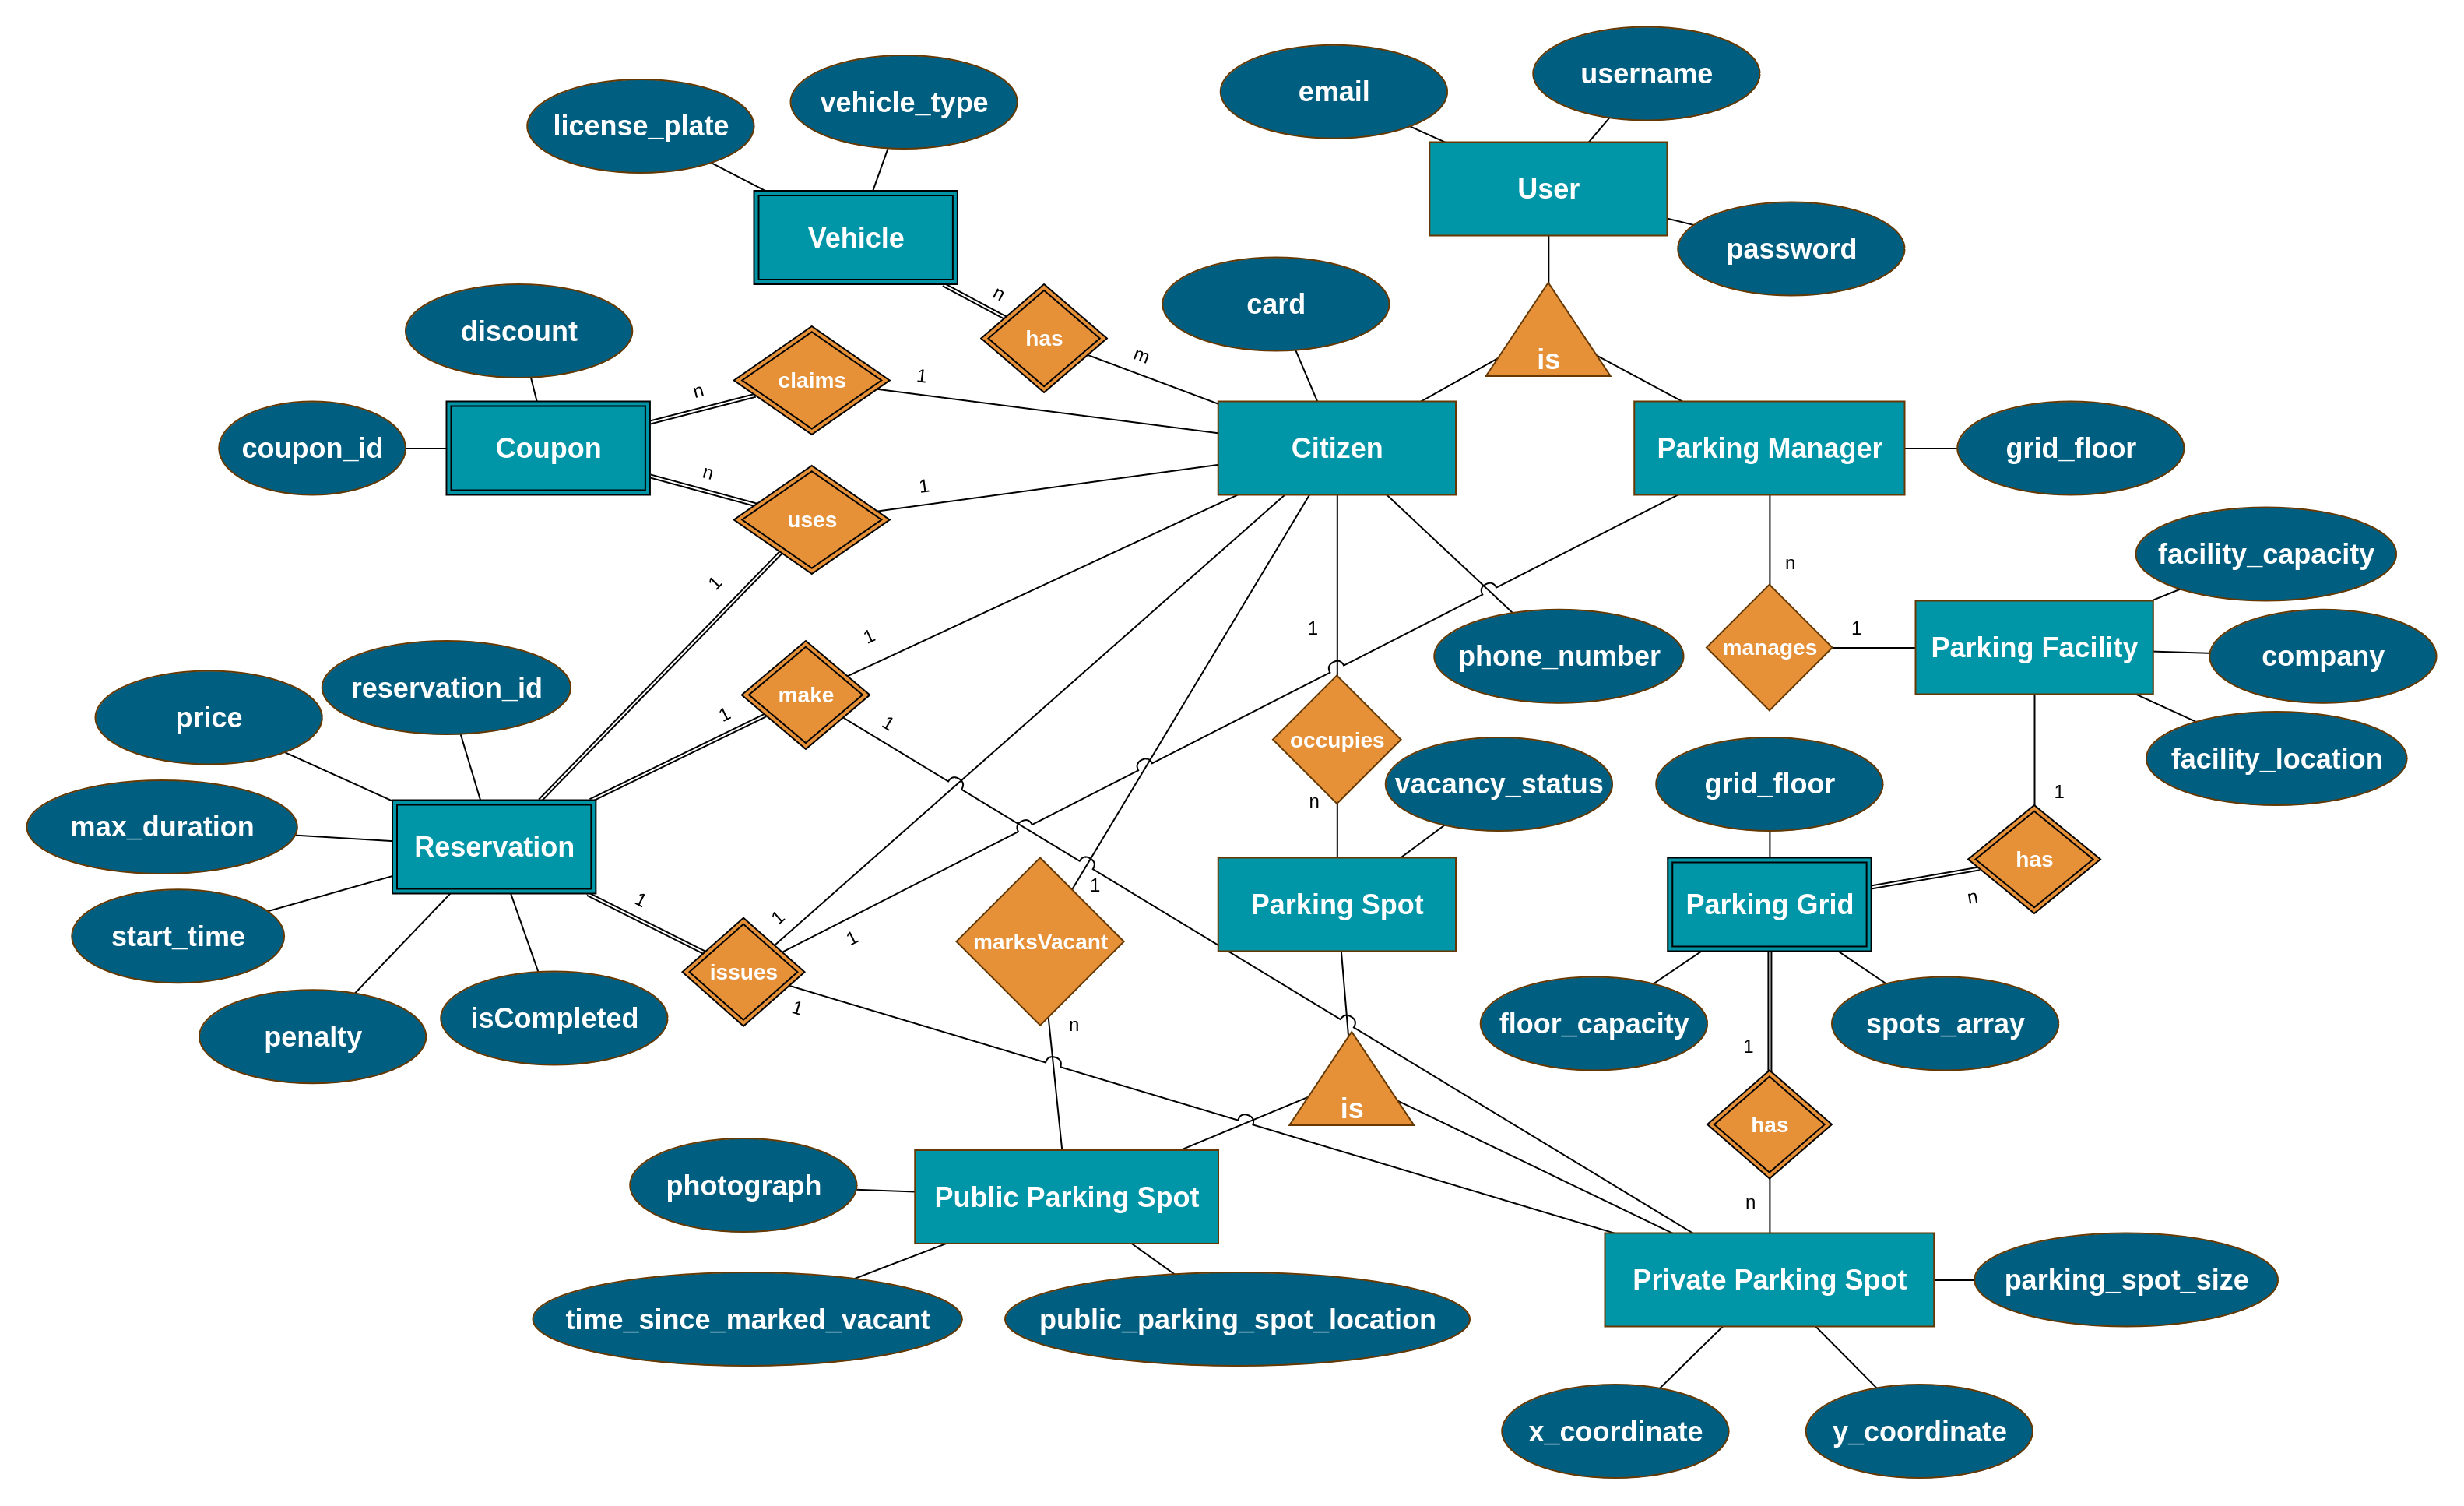 username
email
vehicle_type
license_plate
User
Vehicle
password
n
card
discount
has
m
is
claims
1
n
coupon_id
Coupon
Citizen
Parking Manager
grid_floor
n
1
uses
facility_capacity
n
1
1
1
manages
1
Parking Facility
company
phone_number
reservation_id
make
price
1
1
occupies
facility_location
vacancy_status
grid_floor
1
n
max_duration
Reservation
has
1
1
n
Parking Spot
Parking Grid
1
start_time
1
marksVacant
issues
1
isCompleted
n
floor_capacity
spots_array
penalty
1
is
has
photograph
Public Parking Spot
n
Private Parking Spot
parking_spot_size
time_since_marked_vacant
public_parking_spot_location
x_coordinate
y_coordinate